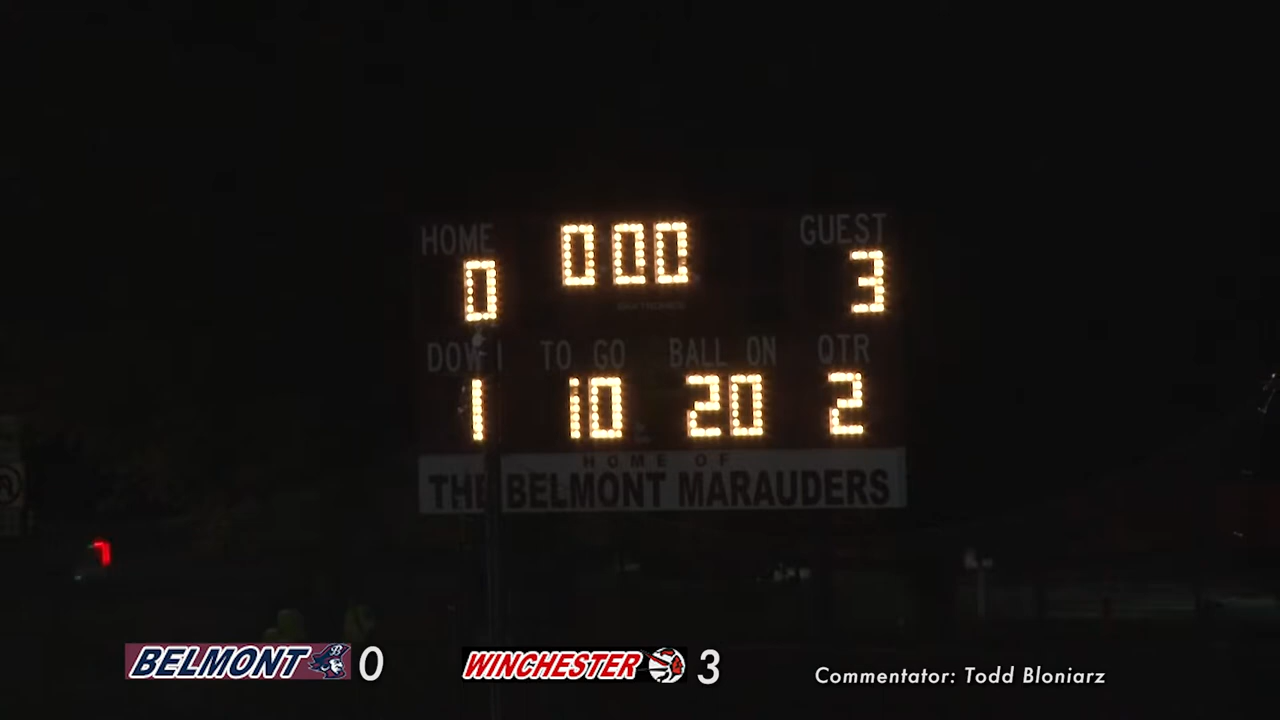 HOME
0
000
GUEST
3
DOWN
TO GO
BALL ON
QTR
1
10
20
2
HOME OF
THE BELMONT MARAUDERS
BELMONT 0
WINCHESTER 3
Commentator: Todd Bloniarz